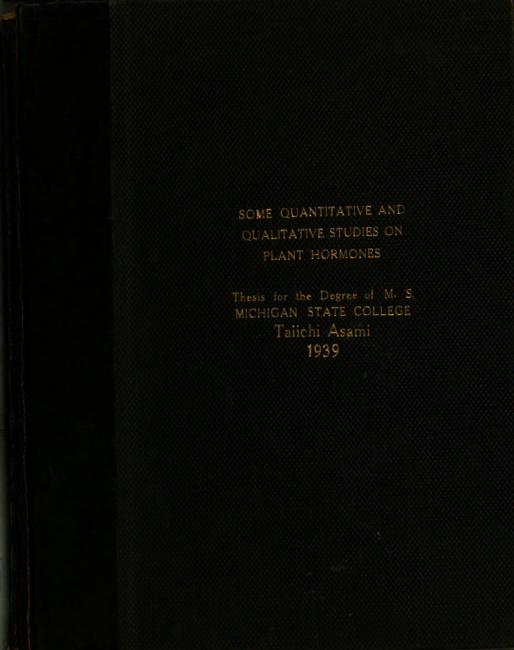 SOME QUANTITATIVE AND
QUALITATIVE STUDIES ON
PLANT HORMONES
Thesis for the Degree of M. S.
MICHIGAN STATE COLLEGE
Taiichi Asami
1939